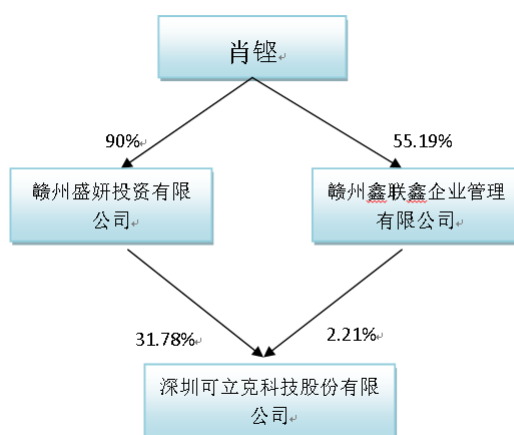 肖铿
90%
55.19%
赣州盛妍投资有限
公司
赣州鑫联鑫企业管理
有限公司
31.78%
2.21%
深圳可立克科技股份有限
公司